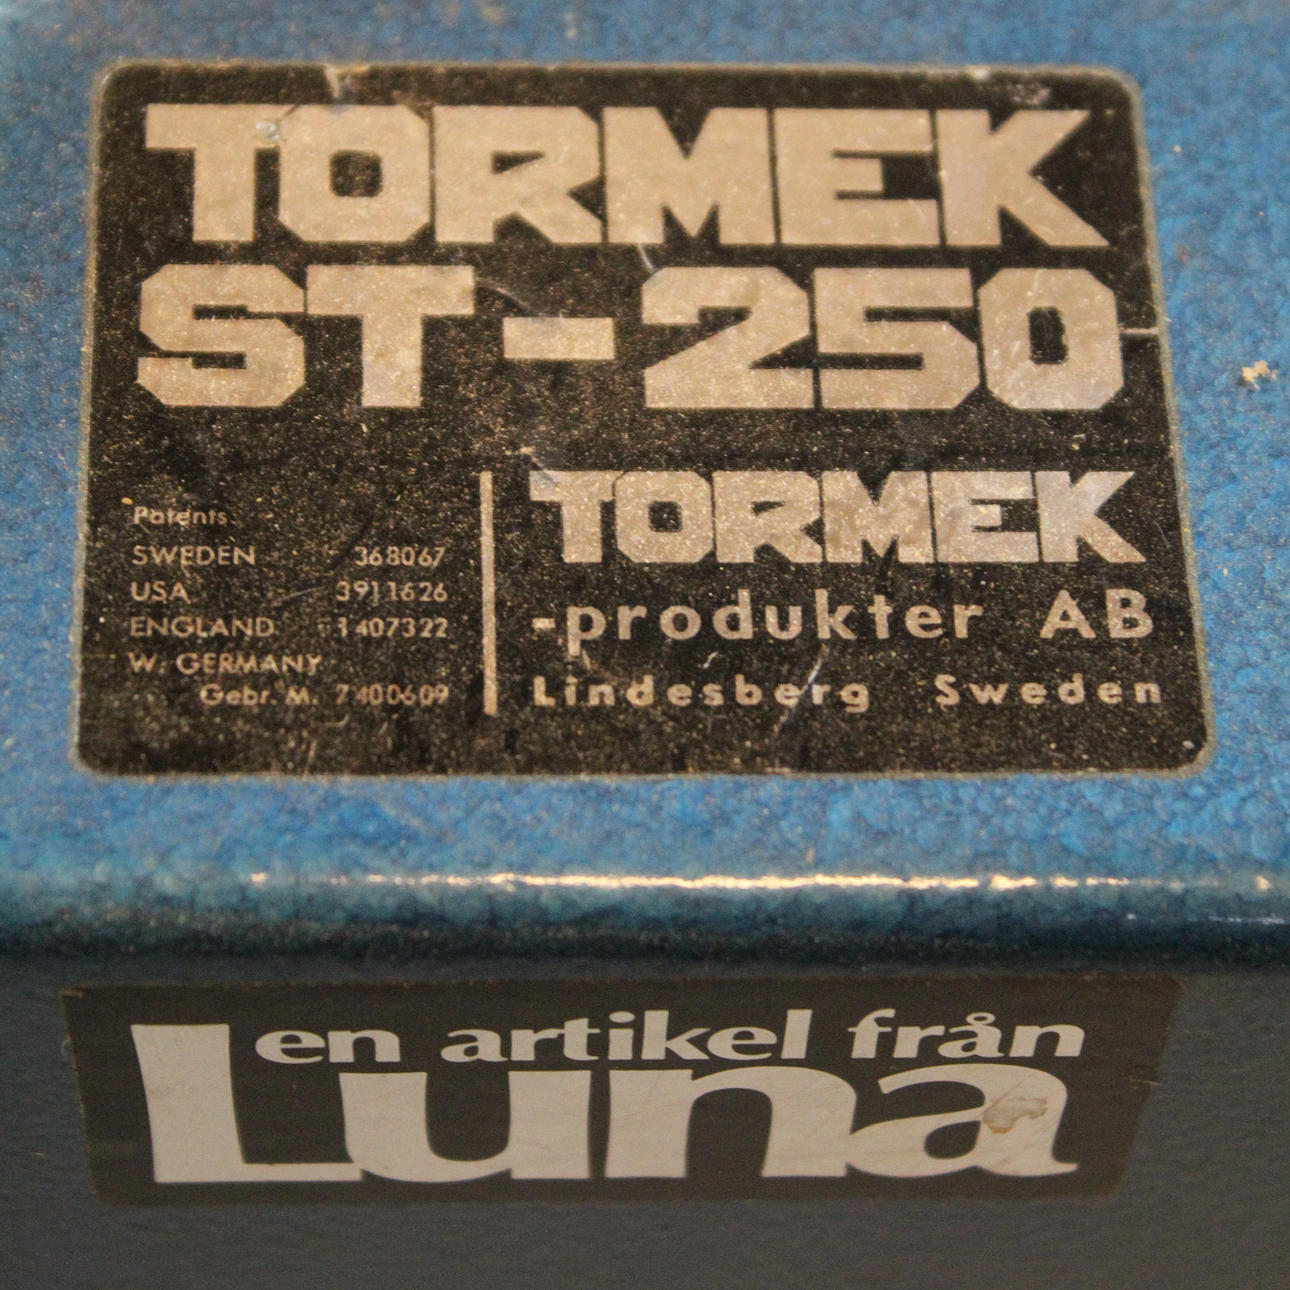 TORMEK
ST-250
Patents:
SWEDEN 368067
USA 3911626
ENGLAND 1407322
W. GERMANY
Gebr. M. 7400609
TORMEK
-produkter AB
Lindesberg Sweden
en artikel från
Luna